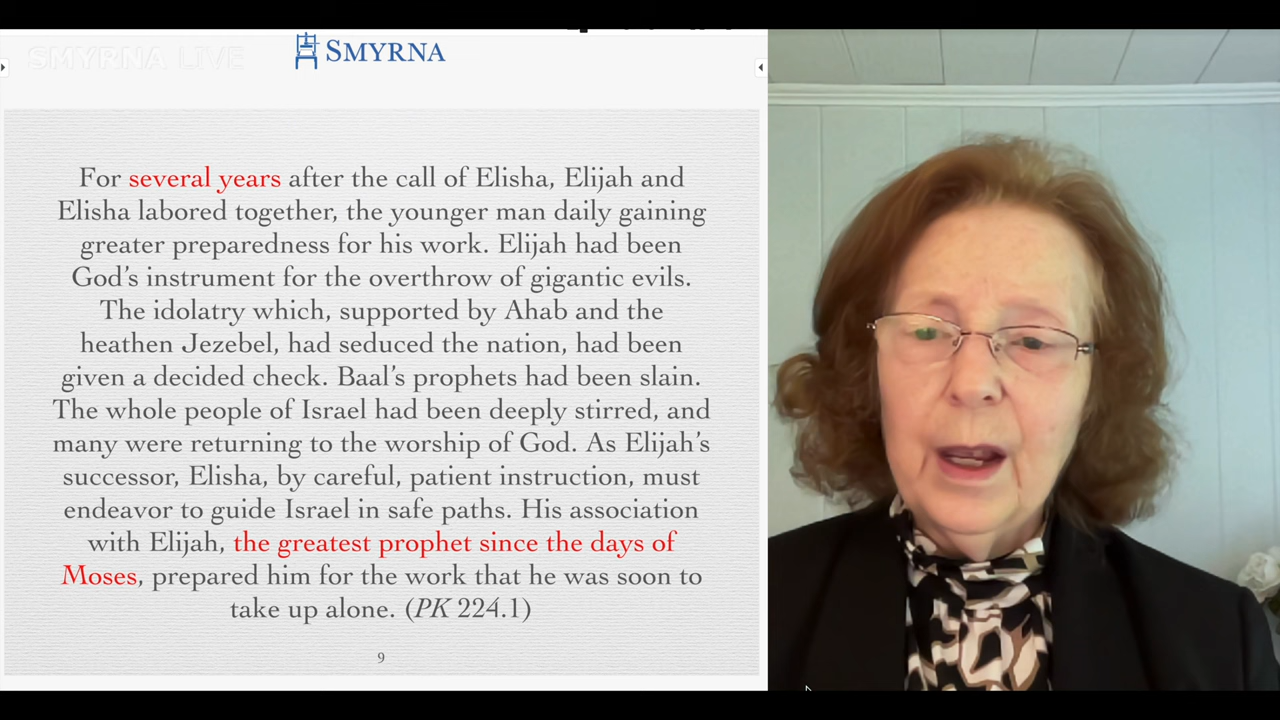 SMYRNA LIVE
SMYRNA
For several years after the call of Elisha, Elijah and
Elisha labored together, the younger man daily gaining
greater preparedness for his work. Elijah had been
God's instrument for the overthrow of gigantic evils.
The idolatry which, supported by Ahab and the
heathen Jezebel, had seduced the nation, had been
given a decided check. Baal's prophets had been slain.
The whole people of Israel had been deeply stirred, and
many were returning to the worship of God. As Elijah's
successor, Elisha, by careful, patient instruction, must
endeavor to guide Israel in safe paths. His association
with Elijah, the greatest prophet since the days of
Moses, prepared him for the work that he was soon to
take up alone. (PK 224.1)
9